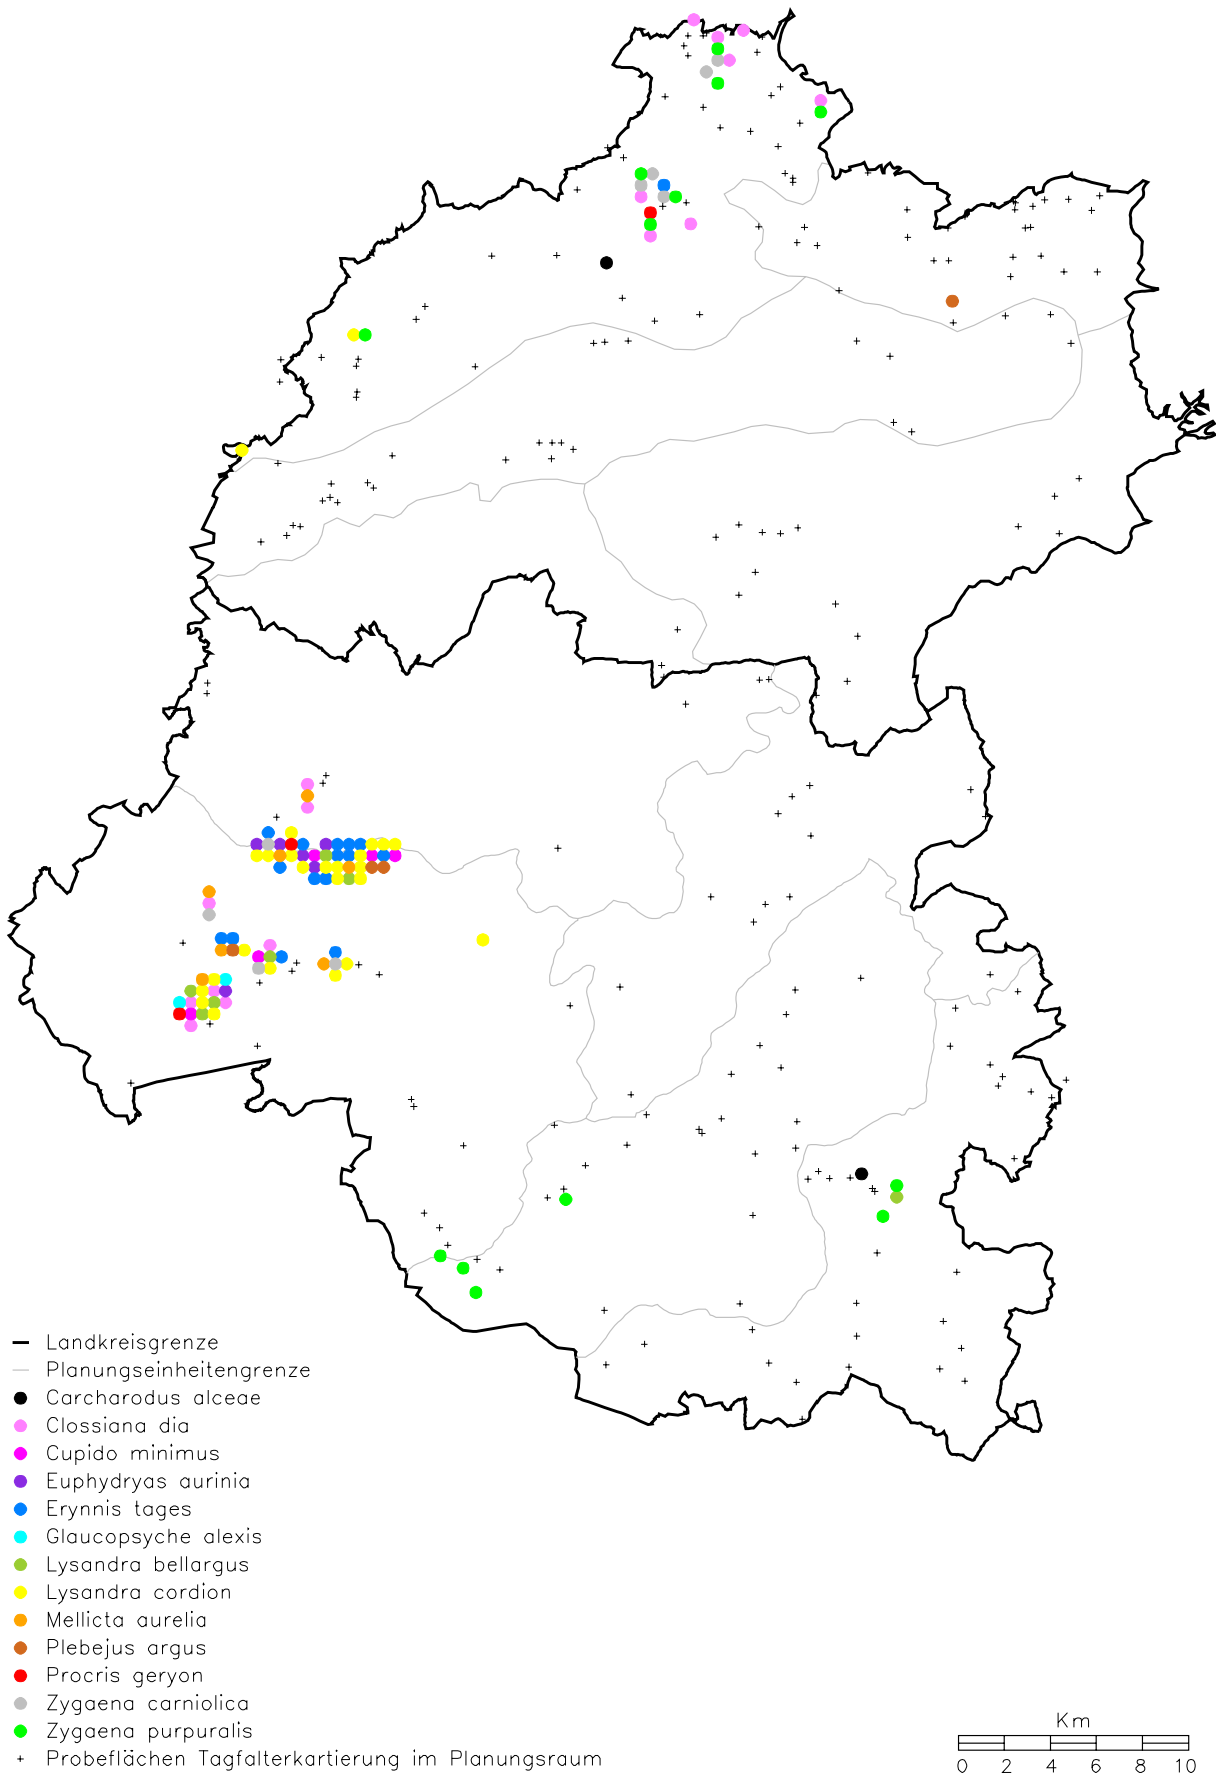 Landkreisgrenze
Planungseinheitengrenze
Carcharodus alceae
Clossiana dia
Cupido minimus
Euphydryas aurinia
Erynnis tages
Glaucopsyche alexis
Lysandra bellargus
Lysandra cordion
Mellicta aurelia
Plebejus argus
Procris geryon
Zygaena carniolica
Zygaena purpuralis
Probeflächen Tagfalterkartierung im Planungsraum
Km
0 2 4 6 8 10